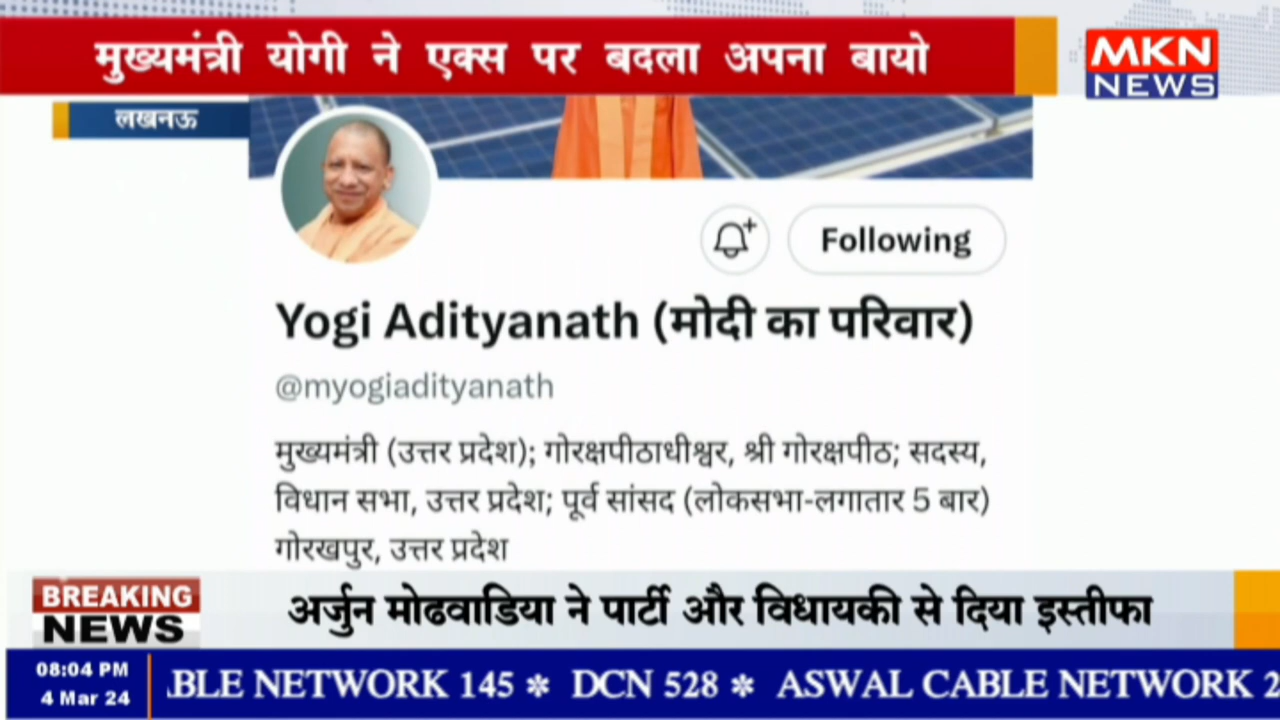 मुख्यमंत्री योगी ने एक्स पर बदला अपना बायो
MKN
NEWS
लखनऊ
Following
Yogi Adityanath (मोदी का परिवार)
@myogiadityanath
मुख्यमंत्री (उत्तर प्रदेश); गोरक्षपीठाधीश्वर, श्री गोरक्षपीठ; सदस्य,
विधान सभा, उत्तर प्रदेश; पूर्व सांसद (लोकसभा-लगातार 5 बार)
गोरखपुर, उत्तर प्रदेश
BREAKING
NEWS
अर्जुन मोढवाडिया ने पार्टी और विधायकी से दिया इस्तीफा
08:04 PM
4 Mar 24
BLE NETWORK 145 * DCN 528 * ASWAL CABLE NETWORK 2